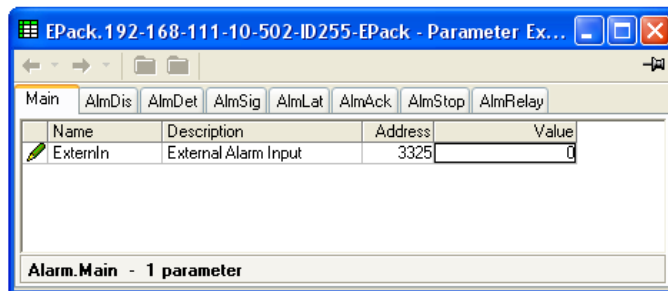 EPack.192-168-111-10-502-ID255-EPack - Parameter Ex...
Main AlmDis AlmDet AlmSig AlmLat AlmAck AlmStop AlmRelay
Name Description Address Value
ExternIn External Alarm Input 3325 0
Alarm.Main - 1 parameter